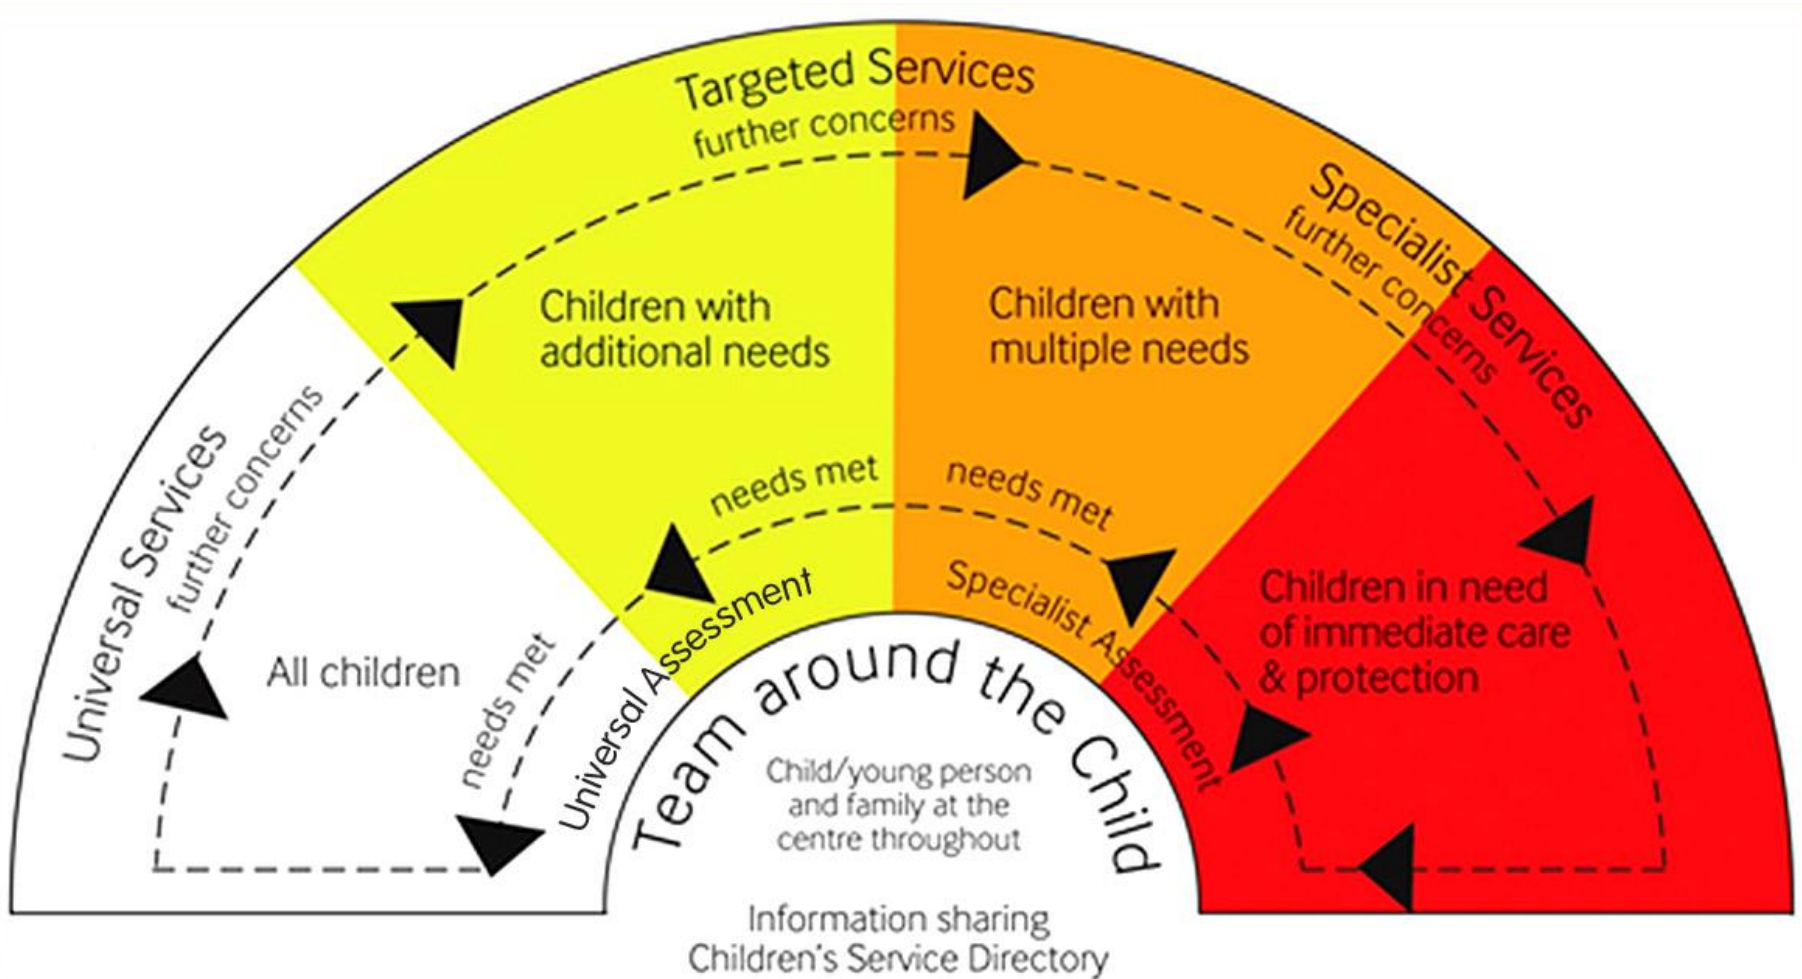 Targeted Services
further concerns
Specialist Services
further concerns
Universal Services
further concerns
Children with
additional needs
Children with
multiple needs
All children
Children in need
of immediate care
& protection
needs met
needs met
needs met
Universal Assessment
Specialist Assessment
Team around the Child
Child/young person
and family at the
centre throughout
Information sharing
Children's Service Directory